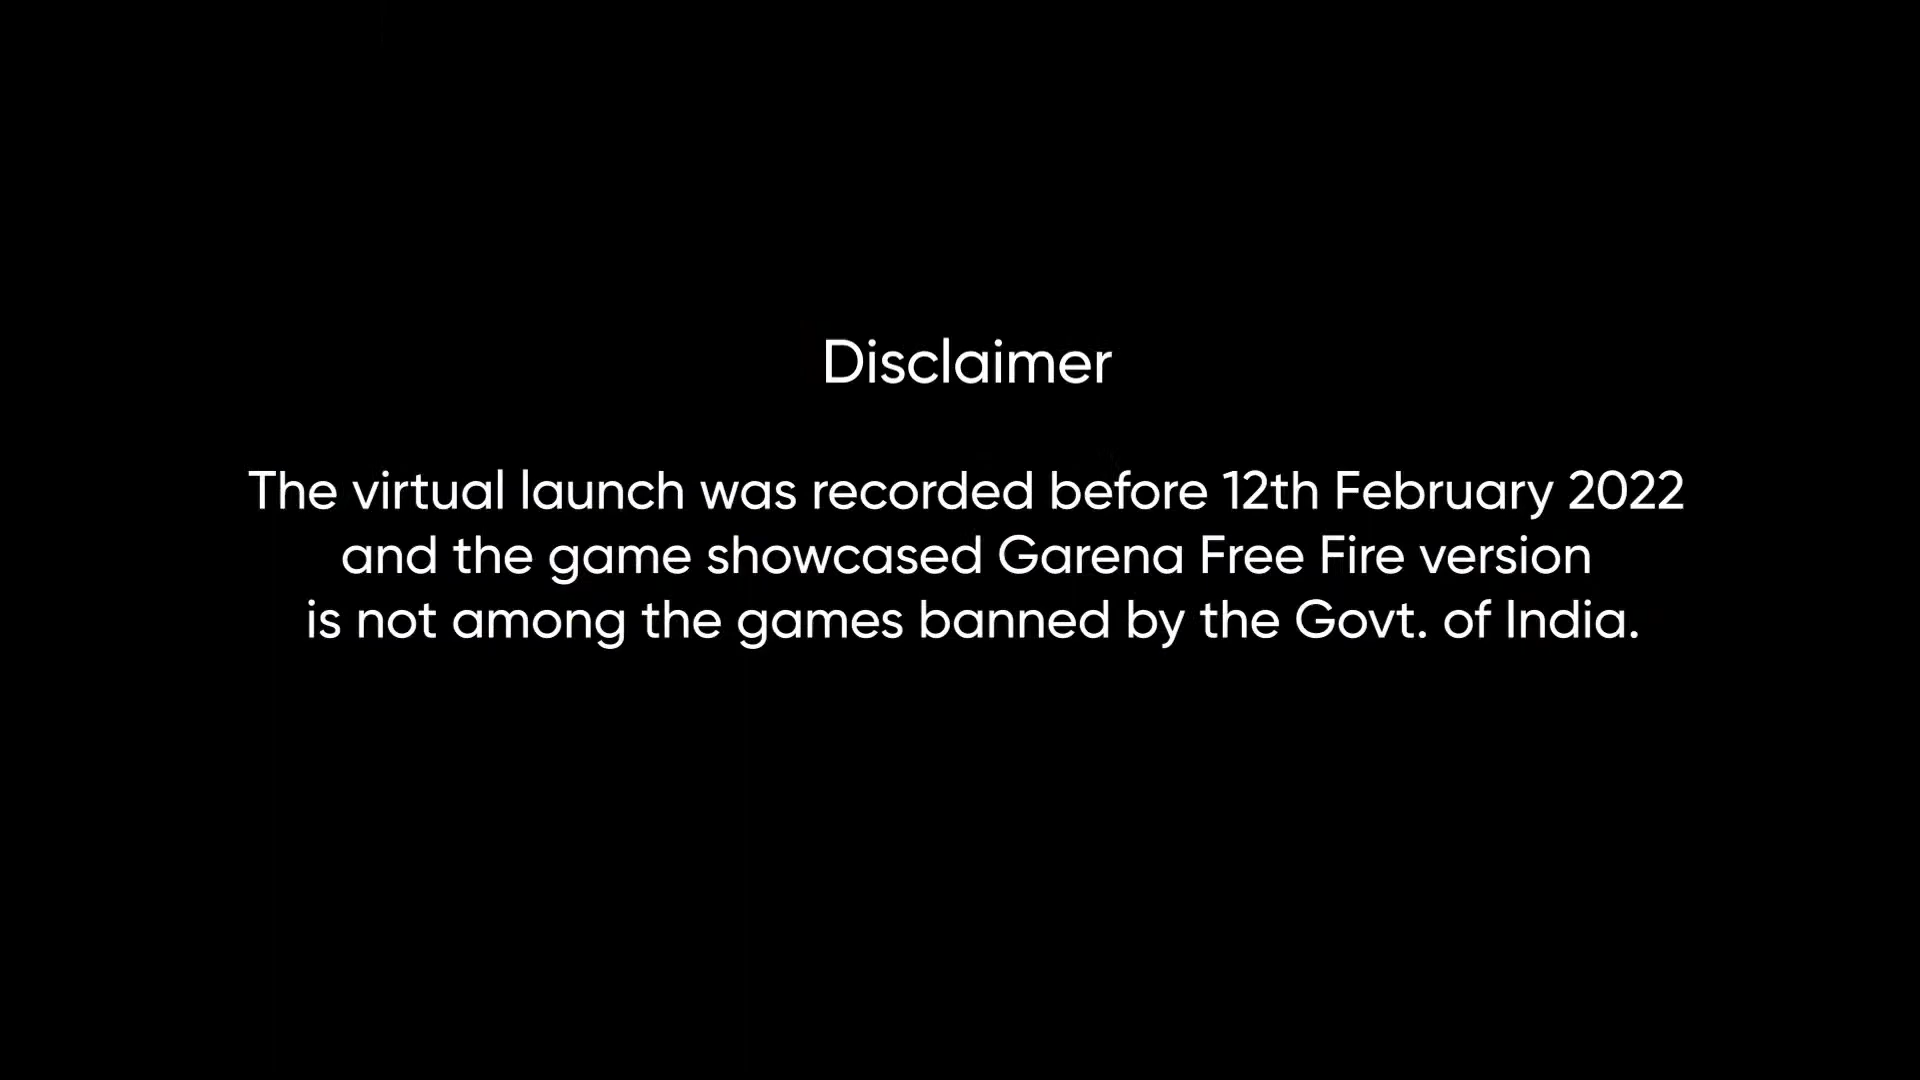 Disclaimer
The virtual launch was recorded before 12th February 2022
and the game showcased Garena Free Fire version
is not among the games banned by the Govt. of India.